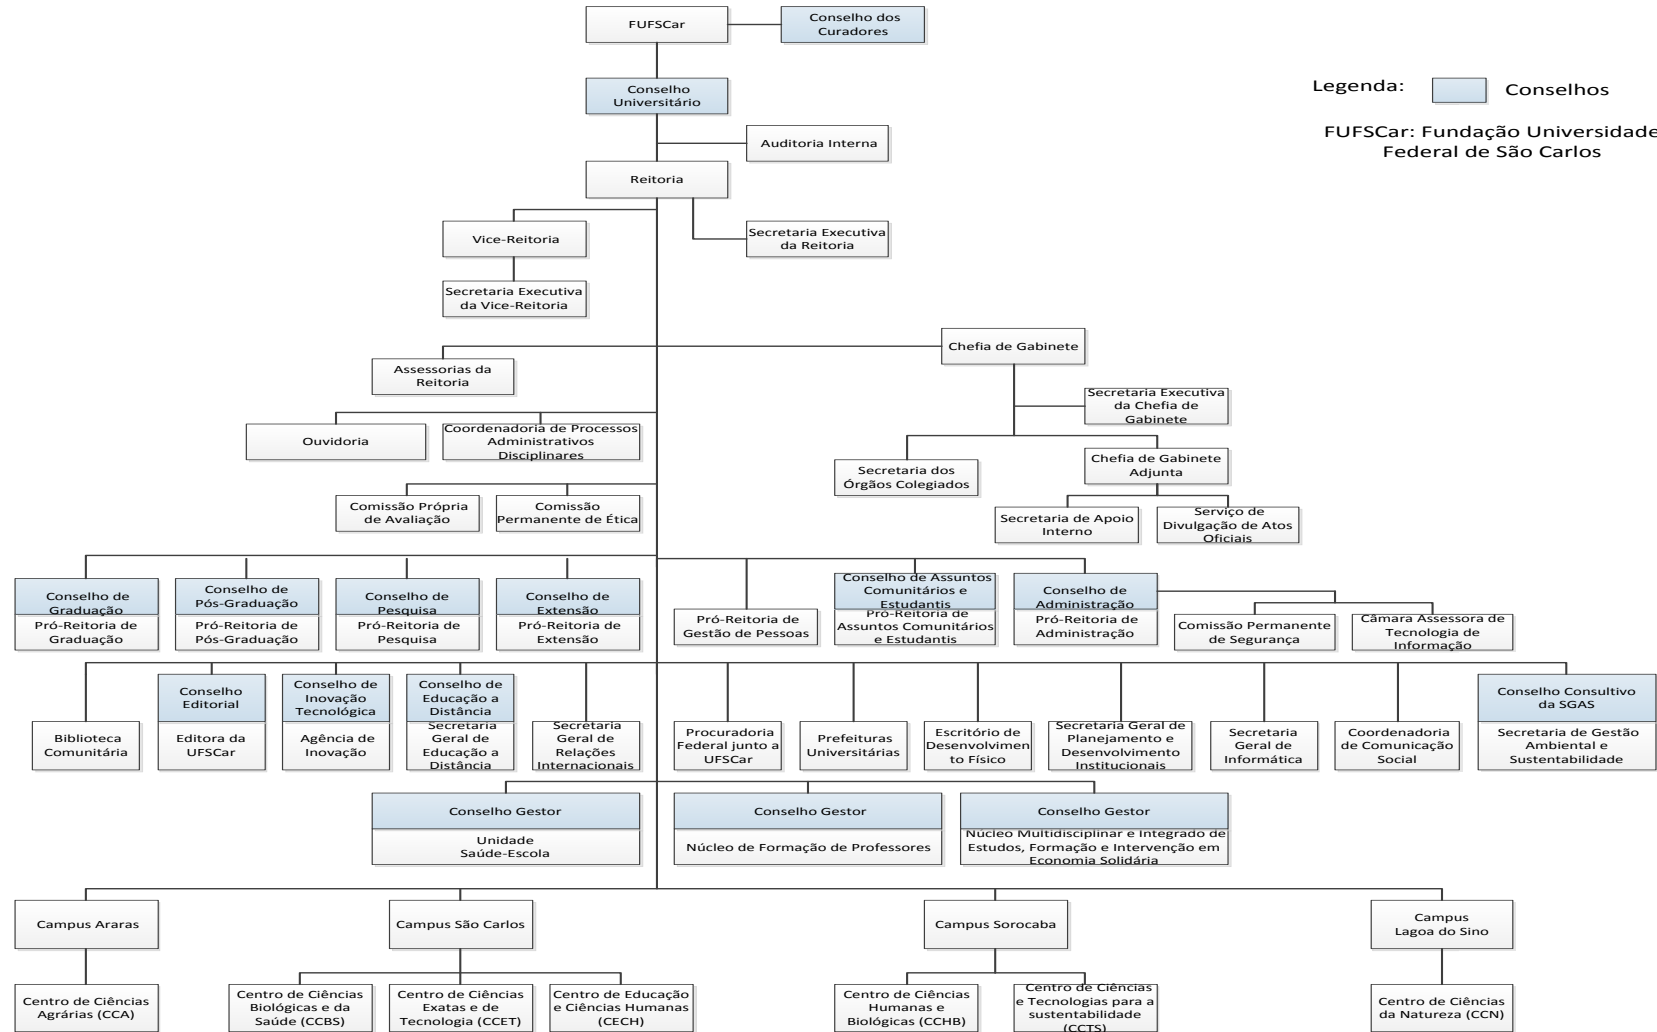 FUFSCar
Conselho dos
Curadores
Conselho
Universitário
Legenda:
Conselhos
FUFSCar: Fundação Universidade
Federal de São Carlos
Auditoria Interna
Reitoria
Vice-Reitoria
Secretaria Executiva
da Reitoria
Secretaria Executiva
da Vice-Reitoria
Chefia de Gabinete
Assessorias da
Reitoria
Secretaria Executiva
da Chefia de
Gabinete
Ouvidoria
Coordenadoria de Processos
Administrativos
Disciplinares
Secretaria dos
Órgãos Colegiados
Chefia de Gabinete
Adjunta
Comissão Própria
de Avaliação
Comissão
Permanente de Ética
Secretaria de Apoio
Interno
Serviço de
Divulgação de Atos
Oficiais
Conselho de
Graduação
Pró-Reitoria de
Graduação
Conselho de
Pós-Graduação
Pró-Reitoria de
Pós-Graduação
Conselho de
Pesquisa
Pró-Reitoria de
Pesquisa
Conselho de
Extensão
Pró-Reitoria de
Extensão
Pró-Reitoria de
Gestão de Pessoas
Conselho de Assuntos
Comunitários e
Estudantis
Pró-Reitoria de
Assuntos Comunitários
e Estudantis
Conselho de
Administração
Pró-Reitoria de
Administração
Comissão Permanente
de Segurança
Câmara Assessora de
Tecnologia de
Informação
Biblioteca
Comunitária
Conselho
Editorial
Editora da
UFSCar
Conselho de
Inovação
Tecnológica
Agência de
Inovação
Conselho de
Educação a
Distância
Secretaria
Geral de
Educação a
Distância
Secretaria
Geral de
Relações
Internacionais
Procuradoria
Federal junto a
UFSCar
Prefeituras
Universitárias
Escritório de
Desenvolvimen
to Físico
Secretaria Geral de
Planejamento e
Desenvolvimento
Institucionais
Secretaria
Geral de
Informática
Coordenadoria
de Comunicação
Social
Conselho Consultivo
da SGAS
Secretaria de Gestão
Ambiental e
Sustentabilidade
Conselho Gestor
Unidade
Saúde-Escola
Conselho Gestor
Núcleo de Formação de Professores
Conselho Gestor
Núcleo Multidisciplinar e Integrado de
Estudos, Formação e Intervenção em
Economia Solidária
Campus Araras
Campus São Carlos
Campus Sorocaba
Campus
Lagoa do Sino
Centro de Ciências
Agrárias (CCA)
Centro de Ciências
Biológicas e da
Saúde (CCBS)
Centro de Ciências
Exatas e de
Tecnologia (CCET)
Centro de Educação
e Ciências Humanas
(CECH)
Centro de Ciências
Humanas e
Biológicas (CCHB)
Centro de Ciências
e Tecnologias para a
sustentabilidade
(CCTS)
Centro de Ciências
da Natureza (CCN)